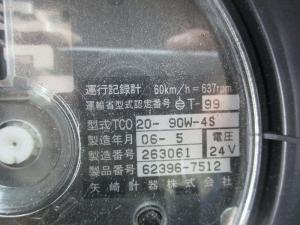 運行記録計 60km/h=637rpm
運輸省型式認定番号 T-99
型式TCO 20- 90W-4S
製造年月 06- 5 電圧
製造番号 263061 24V
製品番号 62396-7512
矢崎計器株式会社